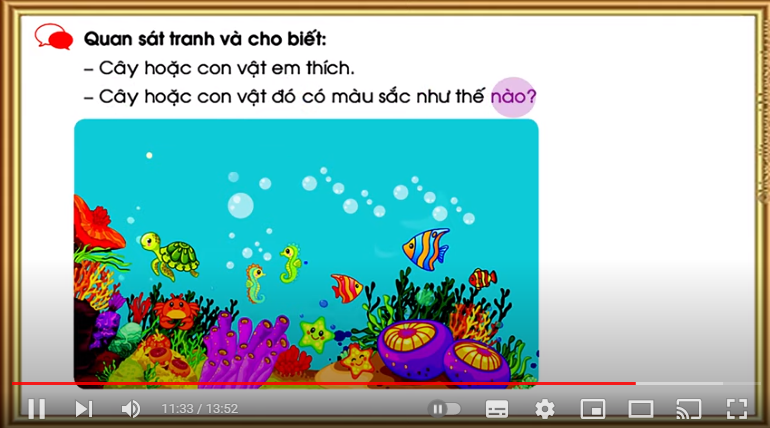 Quan sát tranh và cho biết:
– Cây hoặc con vật em thích.
– Cây hoặc con vật đó có màu sắc như thế nào?
11:33 / 13:52